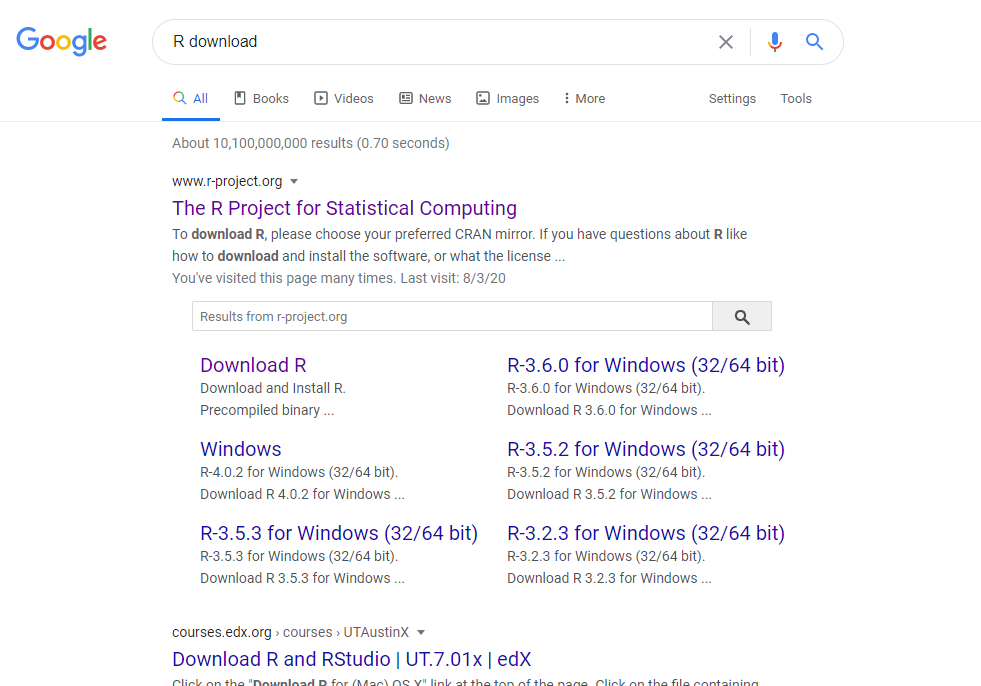 Google
R download
All Books Videos News Images More Settings Tools
About 10,100,000,000 results (0.70 seconds)
www.r-project.org
The R Project for Statistical Computing
To download R, please choose your preferred CRAN mirror. If you have questions about R like
how to download and install the software, or what the license ...
You've visited this page many times. Last visit: 8/3/20
Results from r-project.org
Download R
Download and Install R.
Precompiled binary ...
R-3.6.0 for Windows (32/64 bit)
R-3.6.0 for Windows (32/64 bit).
Download R 3.6.0 for Windows ...
Windows
R-4.0.2 for Windows (32/64 bit).
Download R 4.0.2 for Windows ...
R-3.5.2 for Windows (32/64 bit)
R-3.5.2 for Windows (32/64 bit).
Download R 3.5.2 for Windows ...
R-3.5.3 for Windows (32/64 bit)
R-3.5.3 for Windows (32/64 bit).
Download R 3.5.3 for Windows ...
R-3.2.3 for Windows (32/64 bit)
R-3.2.3 for Windows (32/64 bit).
Download R 3.2.3 for Windows ...
courses.edx.org › courses › UTAustinX
Download R and RStudio | UT.7.01x | edX
Click on the "Download R for (Mac) OS X" link at the top of the page. Click on the file containing